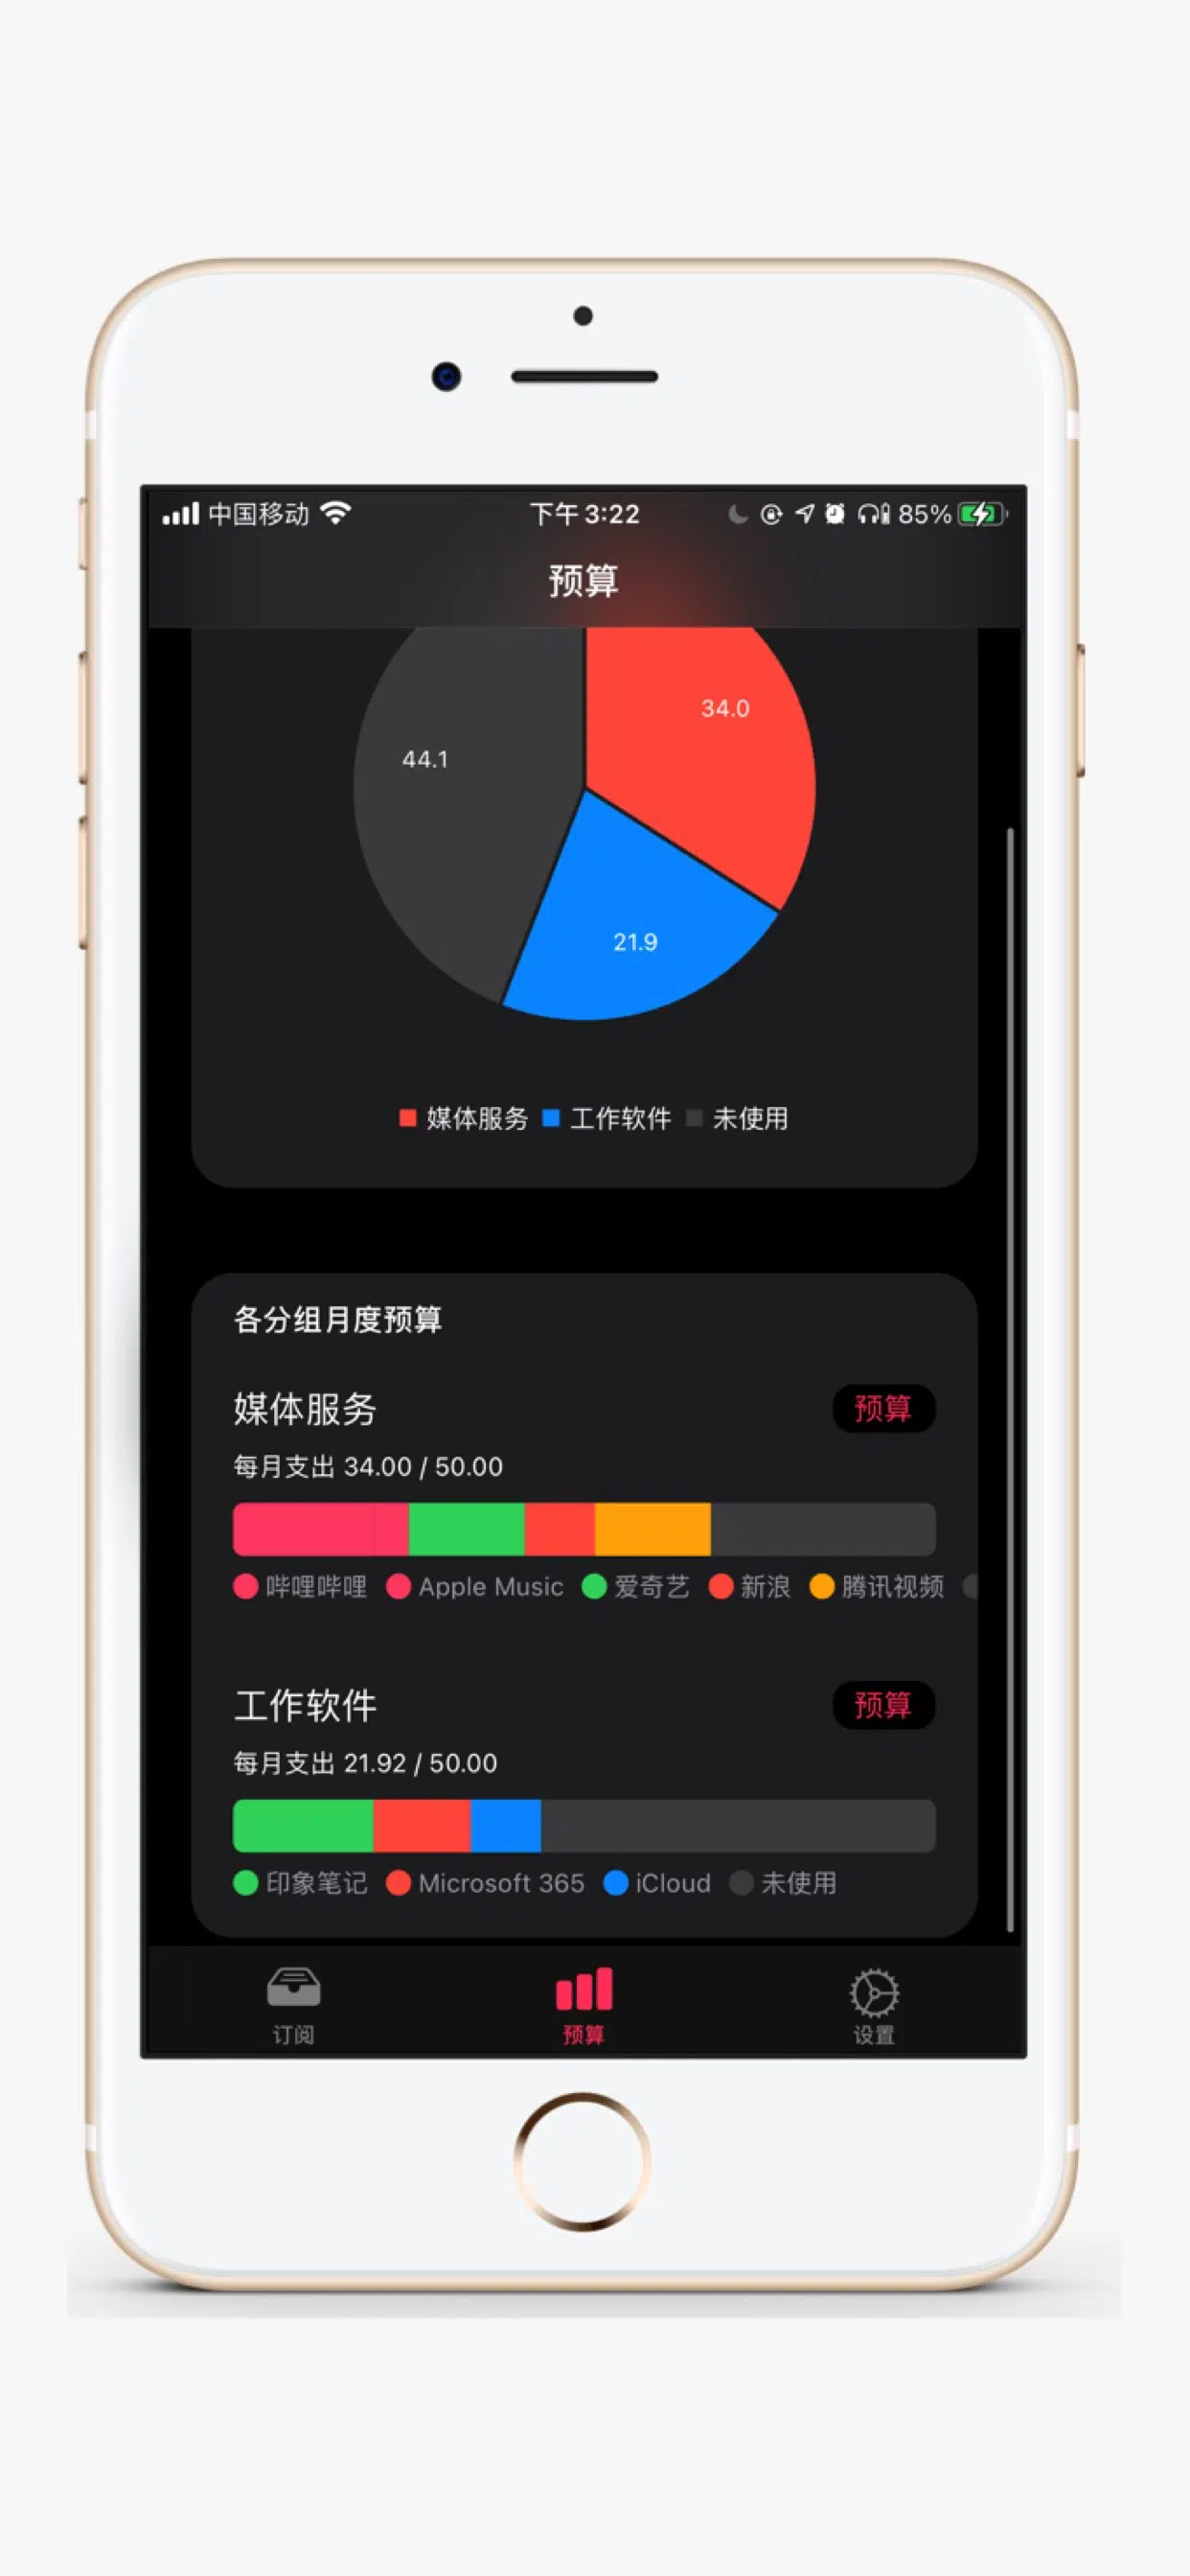 中国移动 下午 3:22 85%
预算
34.0
44.1
21.9
媒体服务 工作软件 未使用
各分组月度预算
媒体服务 预算
每月支出 34.00 / 50.00
哔哩哔哩 Apple Music 爱奇艺 新浪 腾讯视频
工作软件 预算
每月支出 21.92 / 50.00
印象笔记 Microsoft 365 iCloud 未使用
订阅 预算 设置